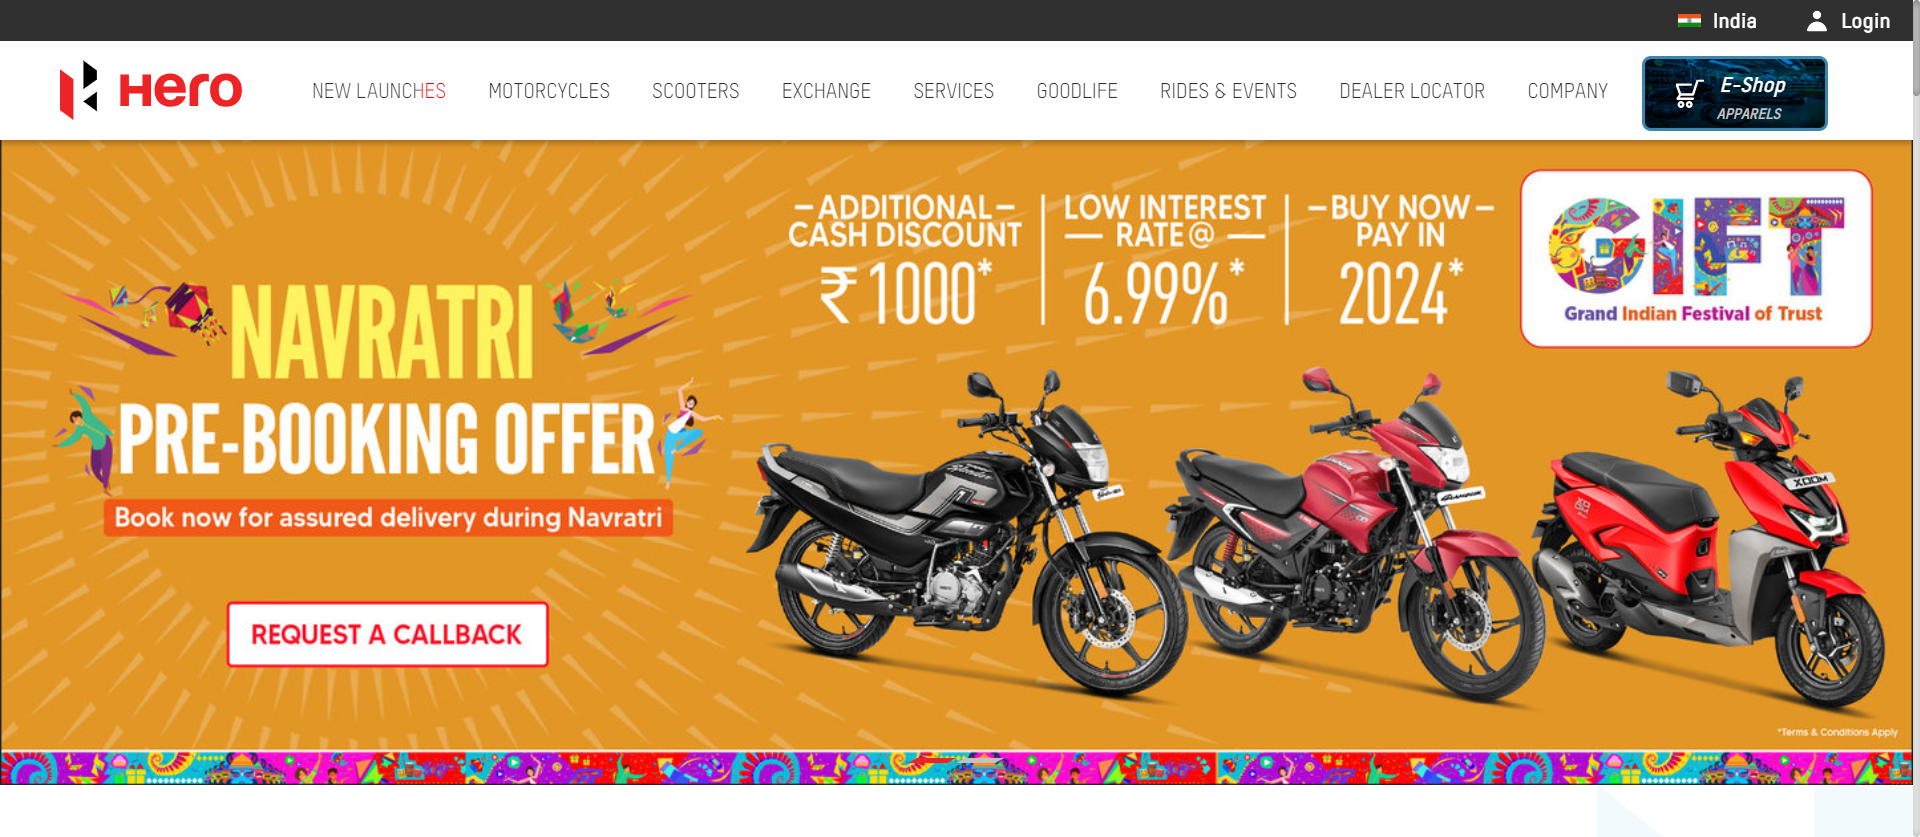 India
Login
Hero
NEW LAUNCHES
MOTORCYCLES
SCOOTERS
EXCHANGE
SERVICES
GOODLIFE
RIDES & EVENTS
DEALER LOCATOR
COMPANY
E-Shop
APPARELS
NAVRATRI
PRE-BOOKING OFFER
Book now for assured delivery during Navratri
REQUEST A CALLBACK
ADDITIONAL
CASH DISCOUNT
₹1000*
LOW INTEREST
RATE@
6.99%*
BUY NOW
PAY IN
2024*
GIFT
Grand Indian Festival of Trust
XOOM
*Terms & Conditions Apply